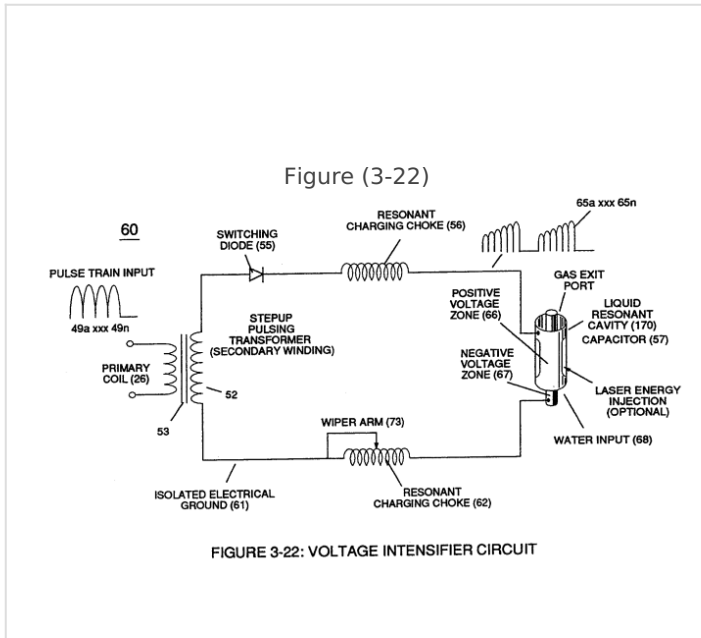 Figure (3-22)
60
65a xxx 65n
RESONANT
CHARGING CHOKE (56)
SWITCHING
DIODE (55)
PULSE TRAIN INPUT
49a xxx 49n
GAS EXIT
PORT
POSITIVE
VOLTAGE
ZONE (66)
LIQUID
RESONANT
CAVITY (170)
CAPACITOR (57)
STEPUP
PULSING
TRANSFORMER
(SECONDARY WINDING)
NEGATIVE
VOLTAGE
ZONE (67)
PRIMARY
COIL (26)
52
LASER ENERGY
INJECTION
(OPTIONAL)
53
WIPER ARM (73)
WATER INPUT (68)
ISOLATED ELECTRICAL
GROUND (61)
RESONANT
CHARGING CHOKE (62)
FIGURE 3-22: VOLTAGE INTENSIFIER CIRCUIT